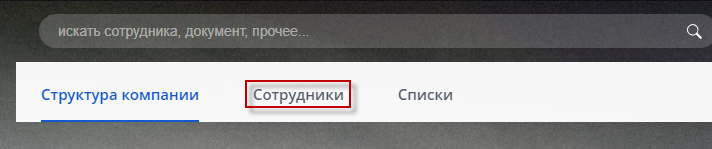 искать сотрудника, документ, прочее...
Структура компании Сотрудники Списки